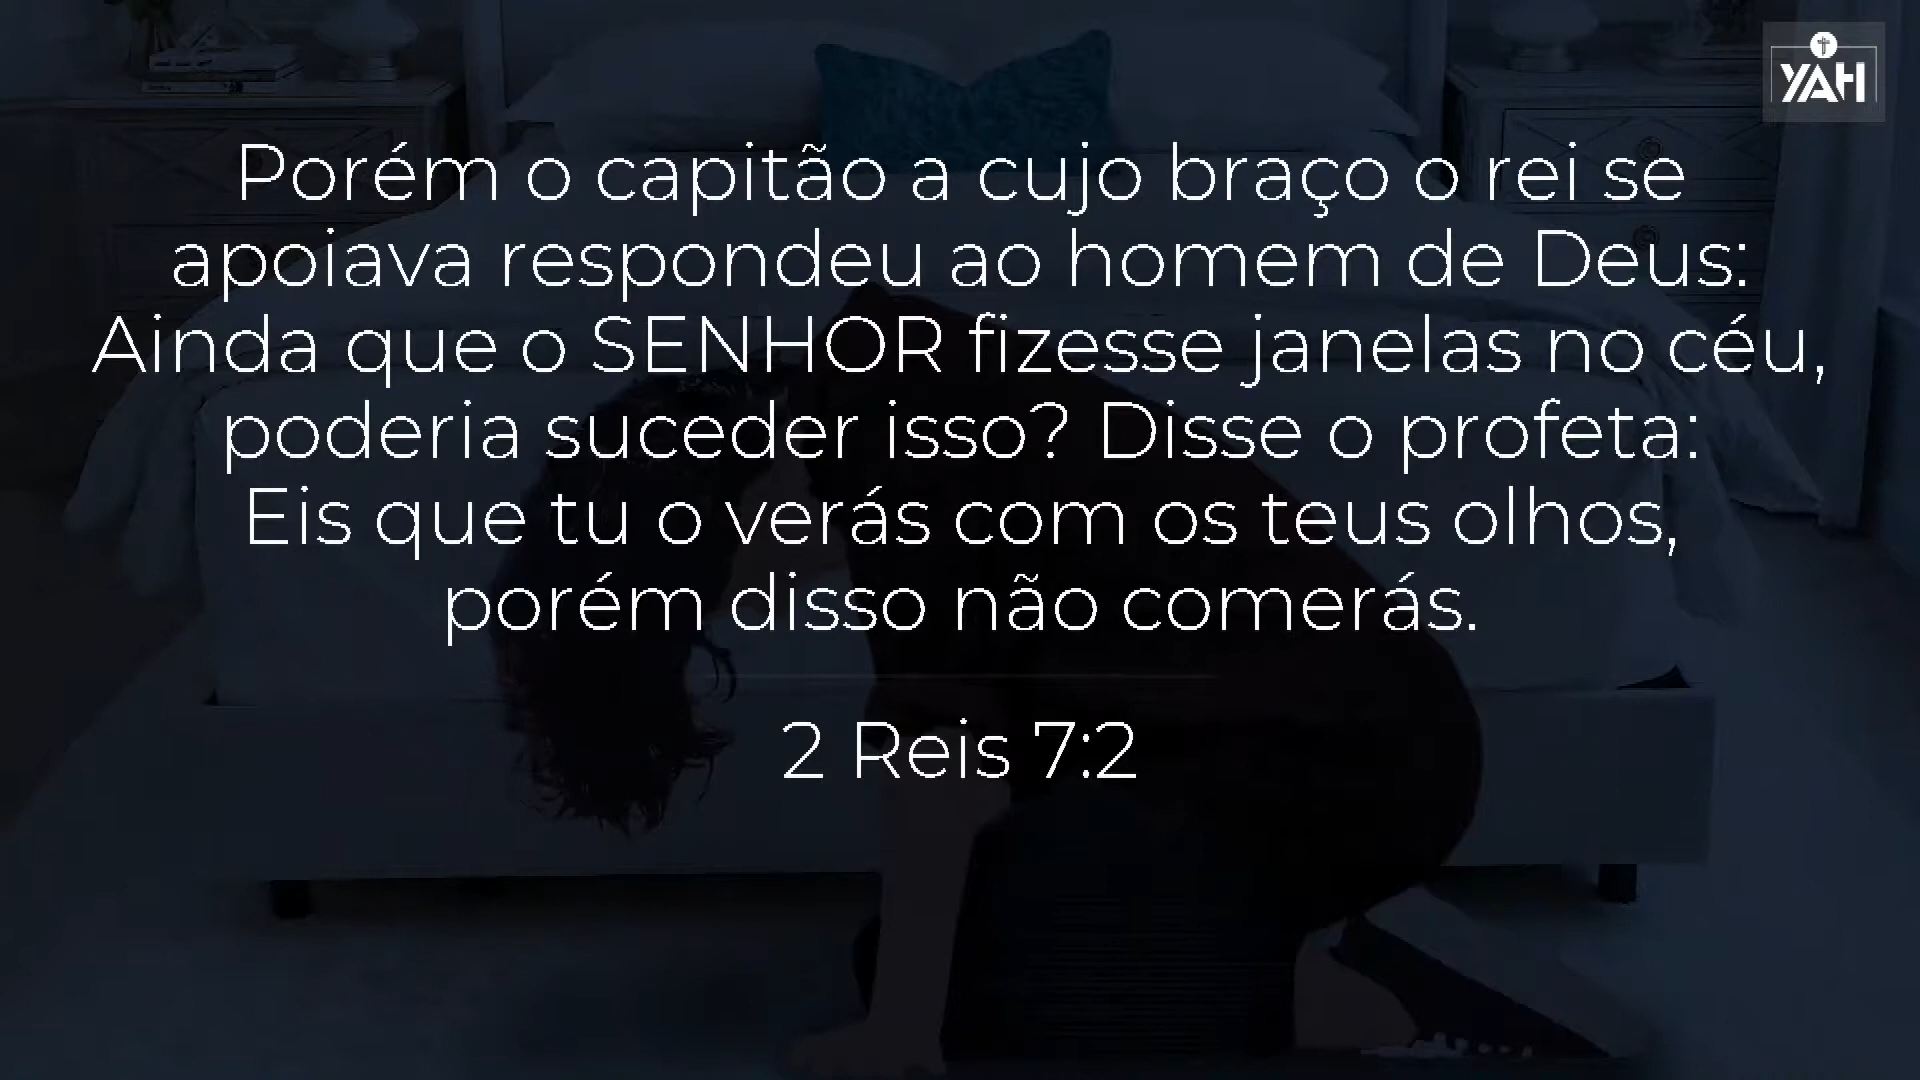 YAH
Porém o capitão a cujo braço o rei se
apoiava respondeu ao homem de Deus:
Ainda que o SENHOR fizesse janelas no céu,
poderia suceder isso? Disse o profeta:
Eis que tu o verás com os teus olhos,
porém disso não comerás.
2 Reis 7:2